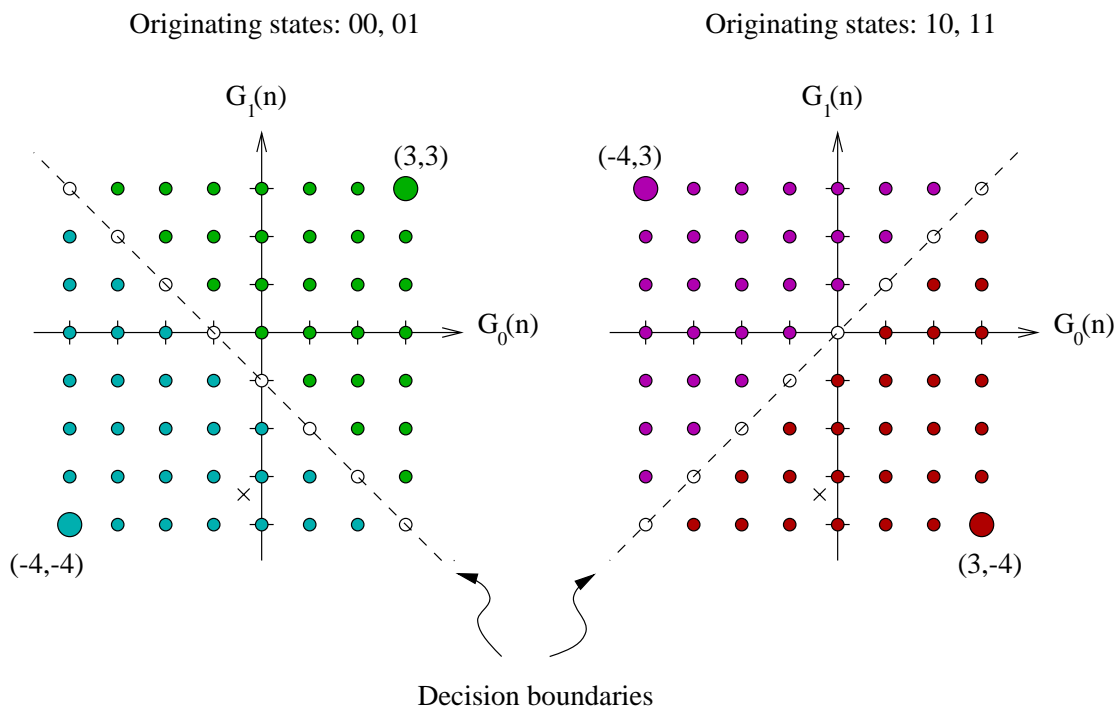 Originating states: 00, 01
Originating states: 10, 11
G1(n)
G1(n)
(3,3)
(-4,3)
G0(n)
G0(n)
(-4,-4)
(3,-4)
Decision boundaries